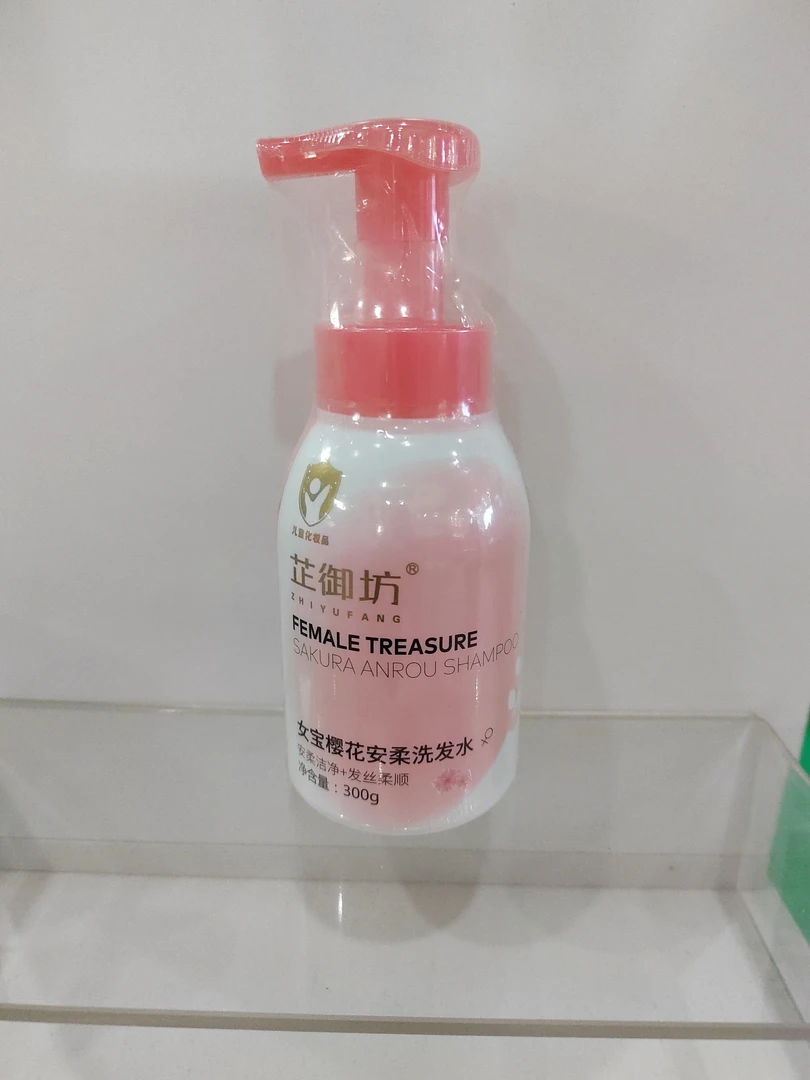 儿童化妆品
芷御坊®
ZHIYUFANG
FEMALE TREASURE
SAKURA ANROU SHAMPOO
女宝樱花安柔洗发水
安柔洁净+发丝柔顺
净含量：300g